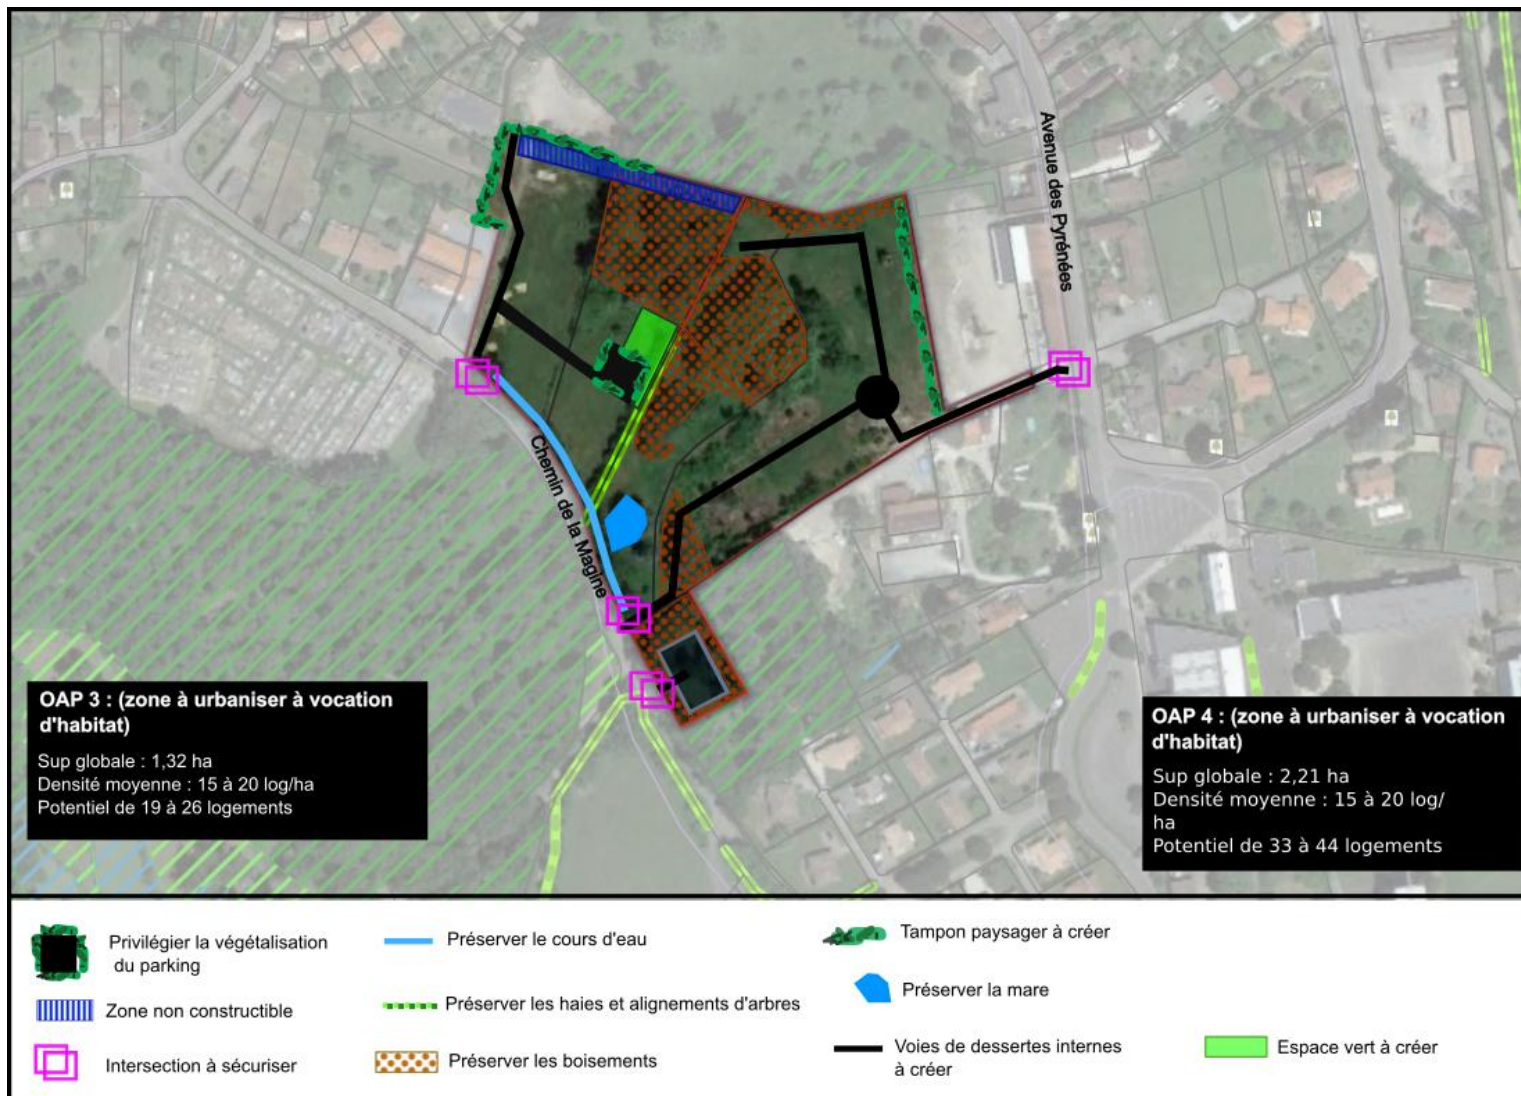 Avenue des Pyrénées
Chemin de la Magine
OAP 3 : (zone à urbaniser à vocation
d'habitat)
Sup globale : 1,32 ha
Densité moyenne : 15 à 20 log/ha
Potentiel de 19 à 26 logements
OAP 4 : (zone à urbaniser à vocation
d'habitat)
Sup globale : 2,21 ha
Densité moyenne : 15 à 20 log/
ha
Potentiel de 33 à 44 logements
Privilégier la végétalisation
du parking
Préserver le cours d'eau
Tampon paysager à créer
Zone non constructible
Préserver les haies et alignements d'arbres
Préserver la mare
Intersection à sécuriser
Préserver les boisements
Voies de dessertes internes
à créer
Espace vert à créer